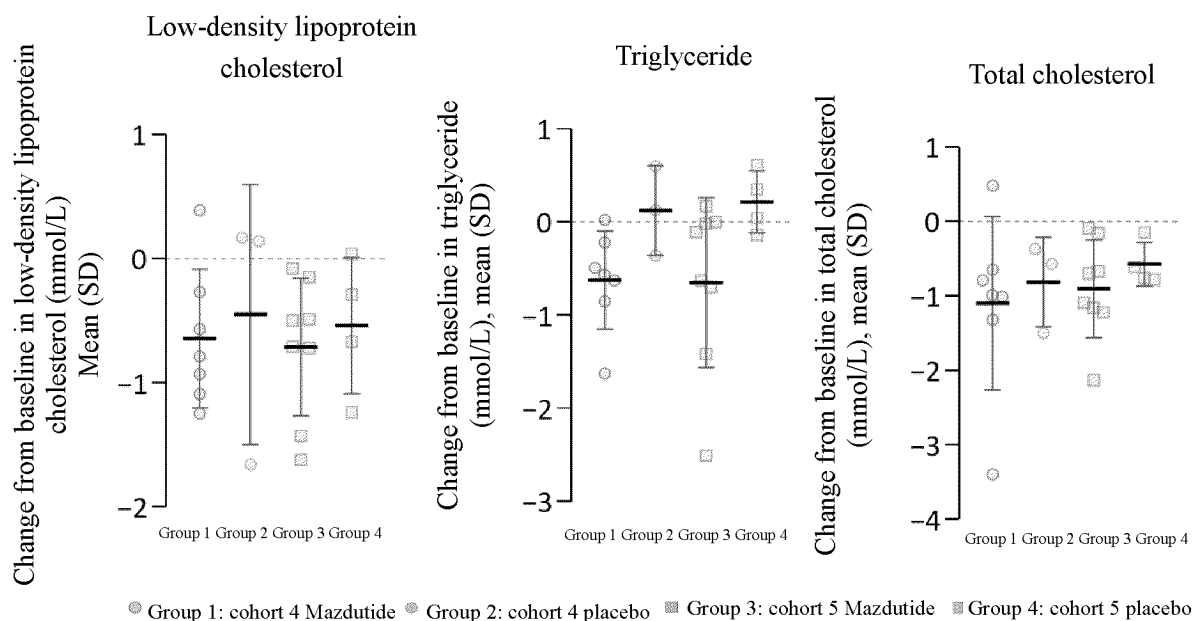 Low-density lipoprotein
cholesterol
Change from baseline in low-density lipoprotein
cholesterol (mmol/L)
Mean (SD)
1
0
−1
−2
Group 1 Group 2 Group 3 Group 4
Triglyceride
Change from baseline in triglyceride
(mmol/L), mean (SD)
1
0
−1
−2
−3
Group 1 Group 2 Group 3 Group 4
Total cholesterol
Change from baseline in total cholesterol
(mmol/L), mean (SD)
1
0
−1
−2
−3
−4
Group 1 Group 2 Group 3 Group 4
Group 1: cohort 4 Mazdutide Group 2: cohort 4 placebo Group 3: cohort 5 Mazdutide Group 4: cohort 5 placebo